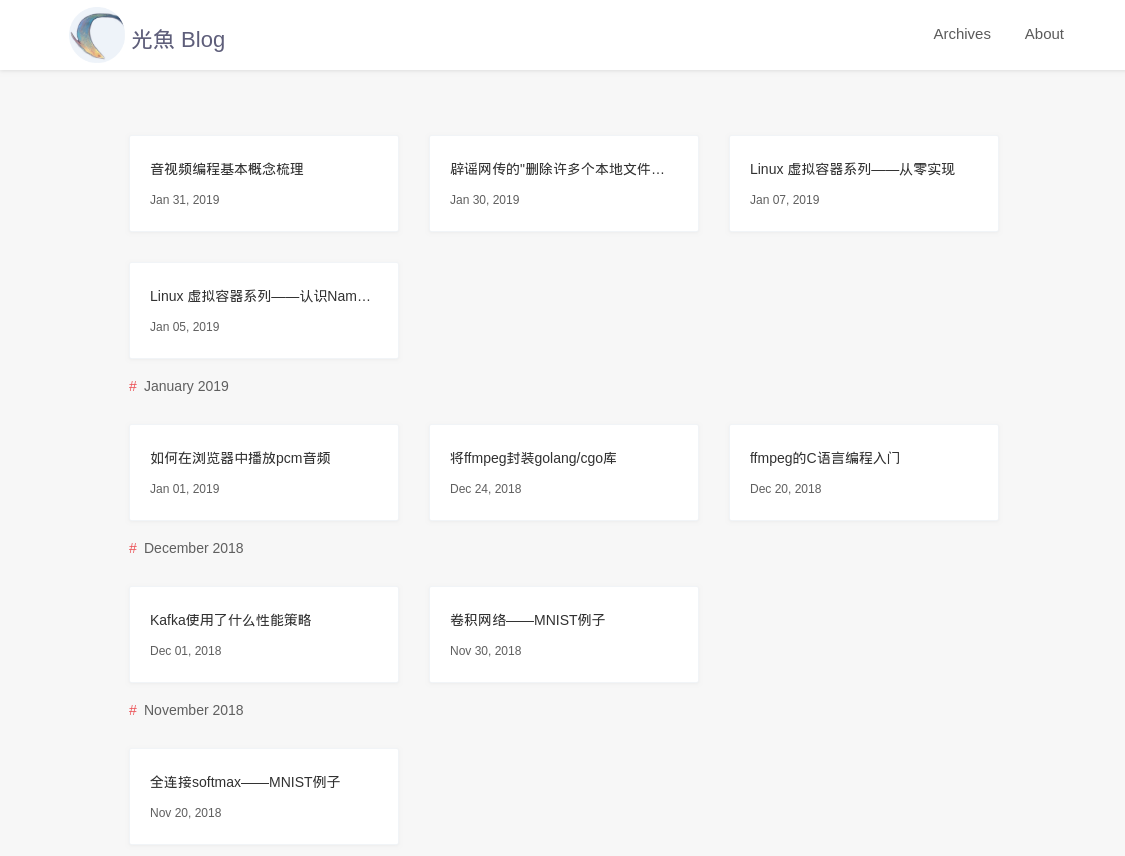 光魚 Blog
Archives
About
音视频编程基本概念梳理
Jan 31, 2019
辟谣网传的"删除许多个本地文件…
Jan 30, 2019
Linux 虚拟容器系列——从零实现
Jan 07, 2019
Linux 虚拟容器系列——认识Nam…
Jan 05, 2019
# January 2019
如何在浏览器中播放pcm音频
Jan 01, 2019
将ffmpeg封装golang/cgo库
Dec 24, 2018
ffmpeg的C语言编程入门
Dec 20, 2018
# December 2018
Kafka使用了什么性能策略
Dec 01, 2018
卷积网络——MNIST例子
Nov 30, 2018
# November 2018
全连接softmax——MNIST例子
Nov 20, 2018